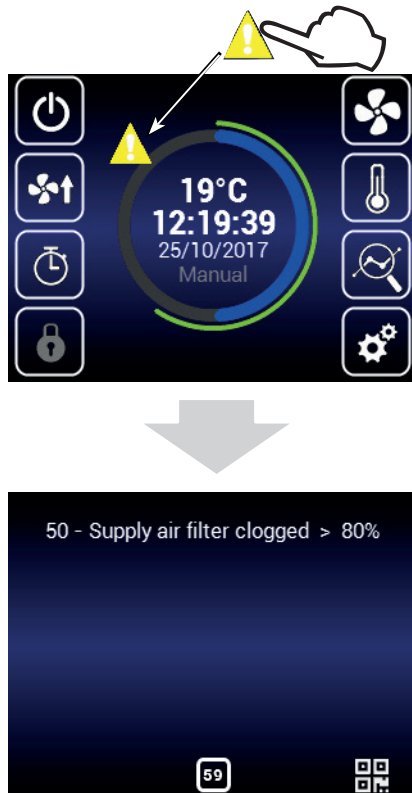 19°C
12:19:39
25/10/2017
Manual
50 - Supply air filter clogged > 80%
59